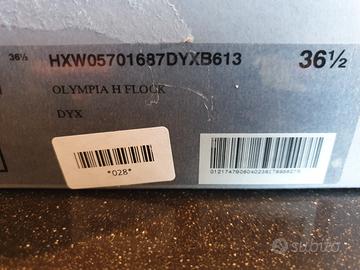 36½ HXW05701687DYXB613 36½
OLYMPIA H FLOCK
DYX
*028*
subito